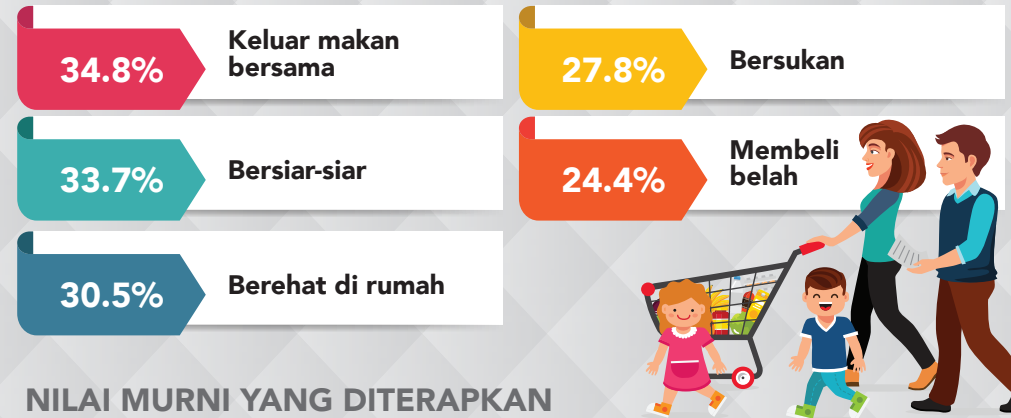 34.8%
Keluar makan
bersama
33.7%
Bersiar-siar
30.5%
Berehat di rumah
27.8%
Bersukan
24.4%
Membeli
belah
NILAI MURNI YANG DITERAPKAN